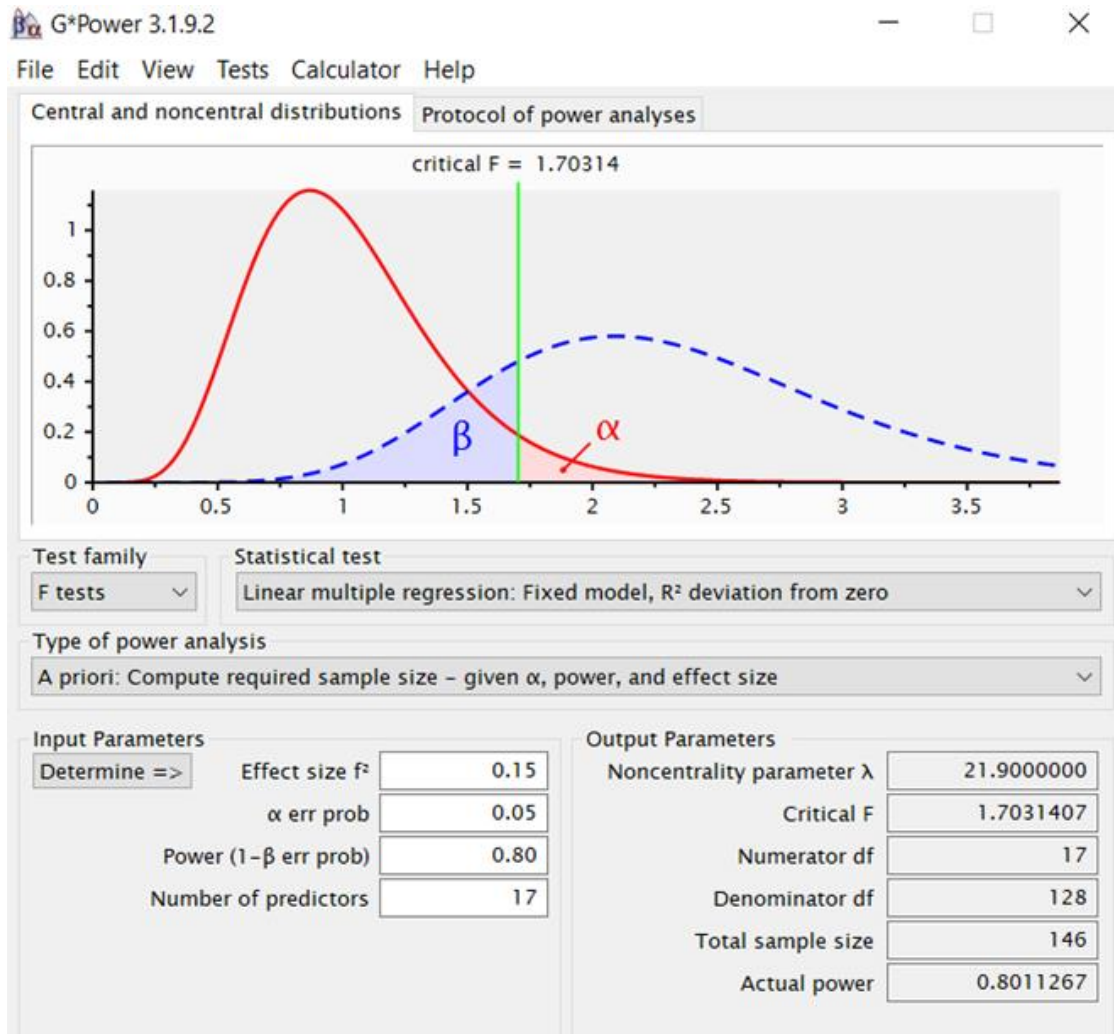 βα G*Power 3.1.9.2
File Edit View Tests Calculator Help
Central and noncentral distributions Protocol of power analyses
critical F = 1.70314
1
0.8
0.6
0.4
0.2
0
β
α
0 0.5 1 1.5 2 2.5 3 3.5
Test family Statistical test
F tests Linear multiple regression: Fixed model, R² deviation from zero
Type of power analysis
A priori: Compute required sample size – given α, power, and effect size
Input Parameters Output Parameters
Determine => Effect size f² 0.15 Noncentrality parameter λ 21.9000000
α err prob 0.05 Critical F 1.7031407
Power (1-β err prob) 0.80 Numerator df 17
Number of predictors 17 Denominator df 128
Total sample size 146
Actual power 0.8011267